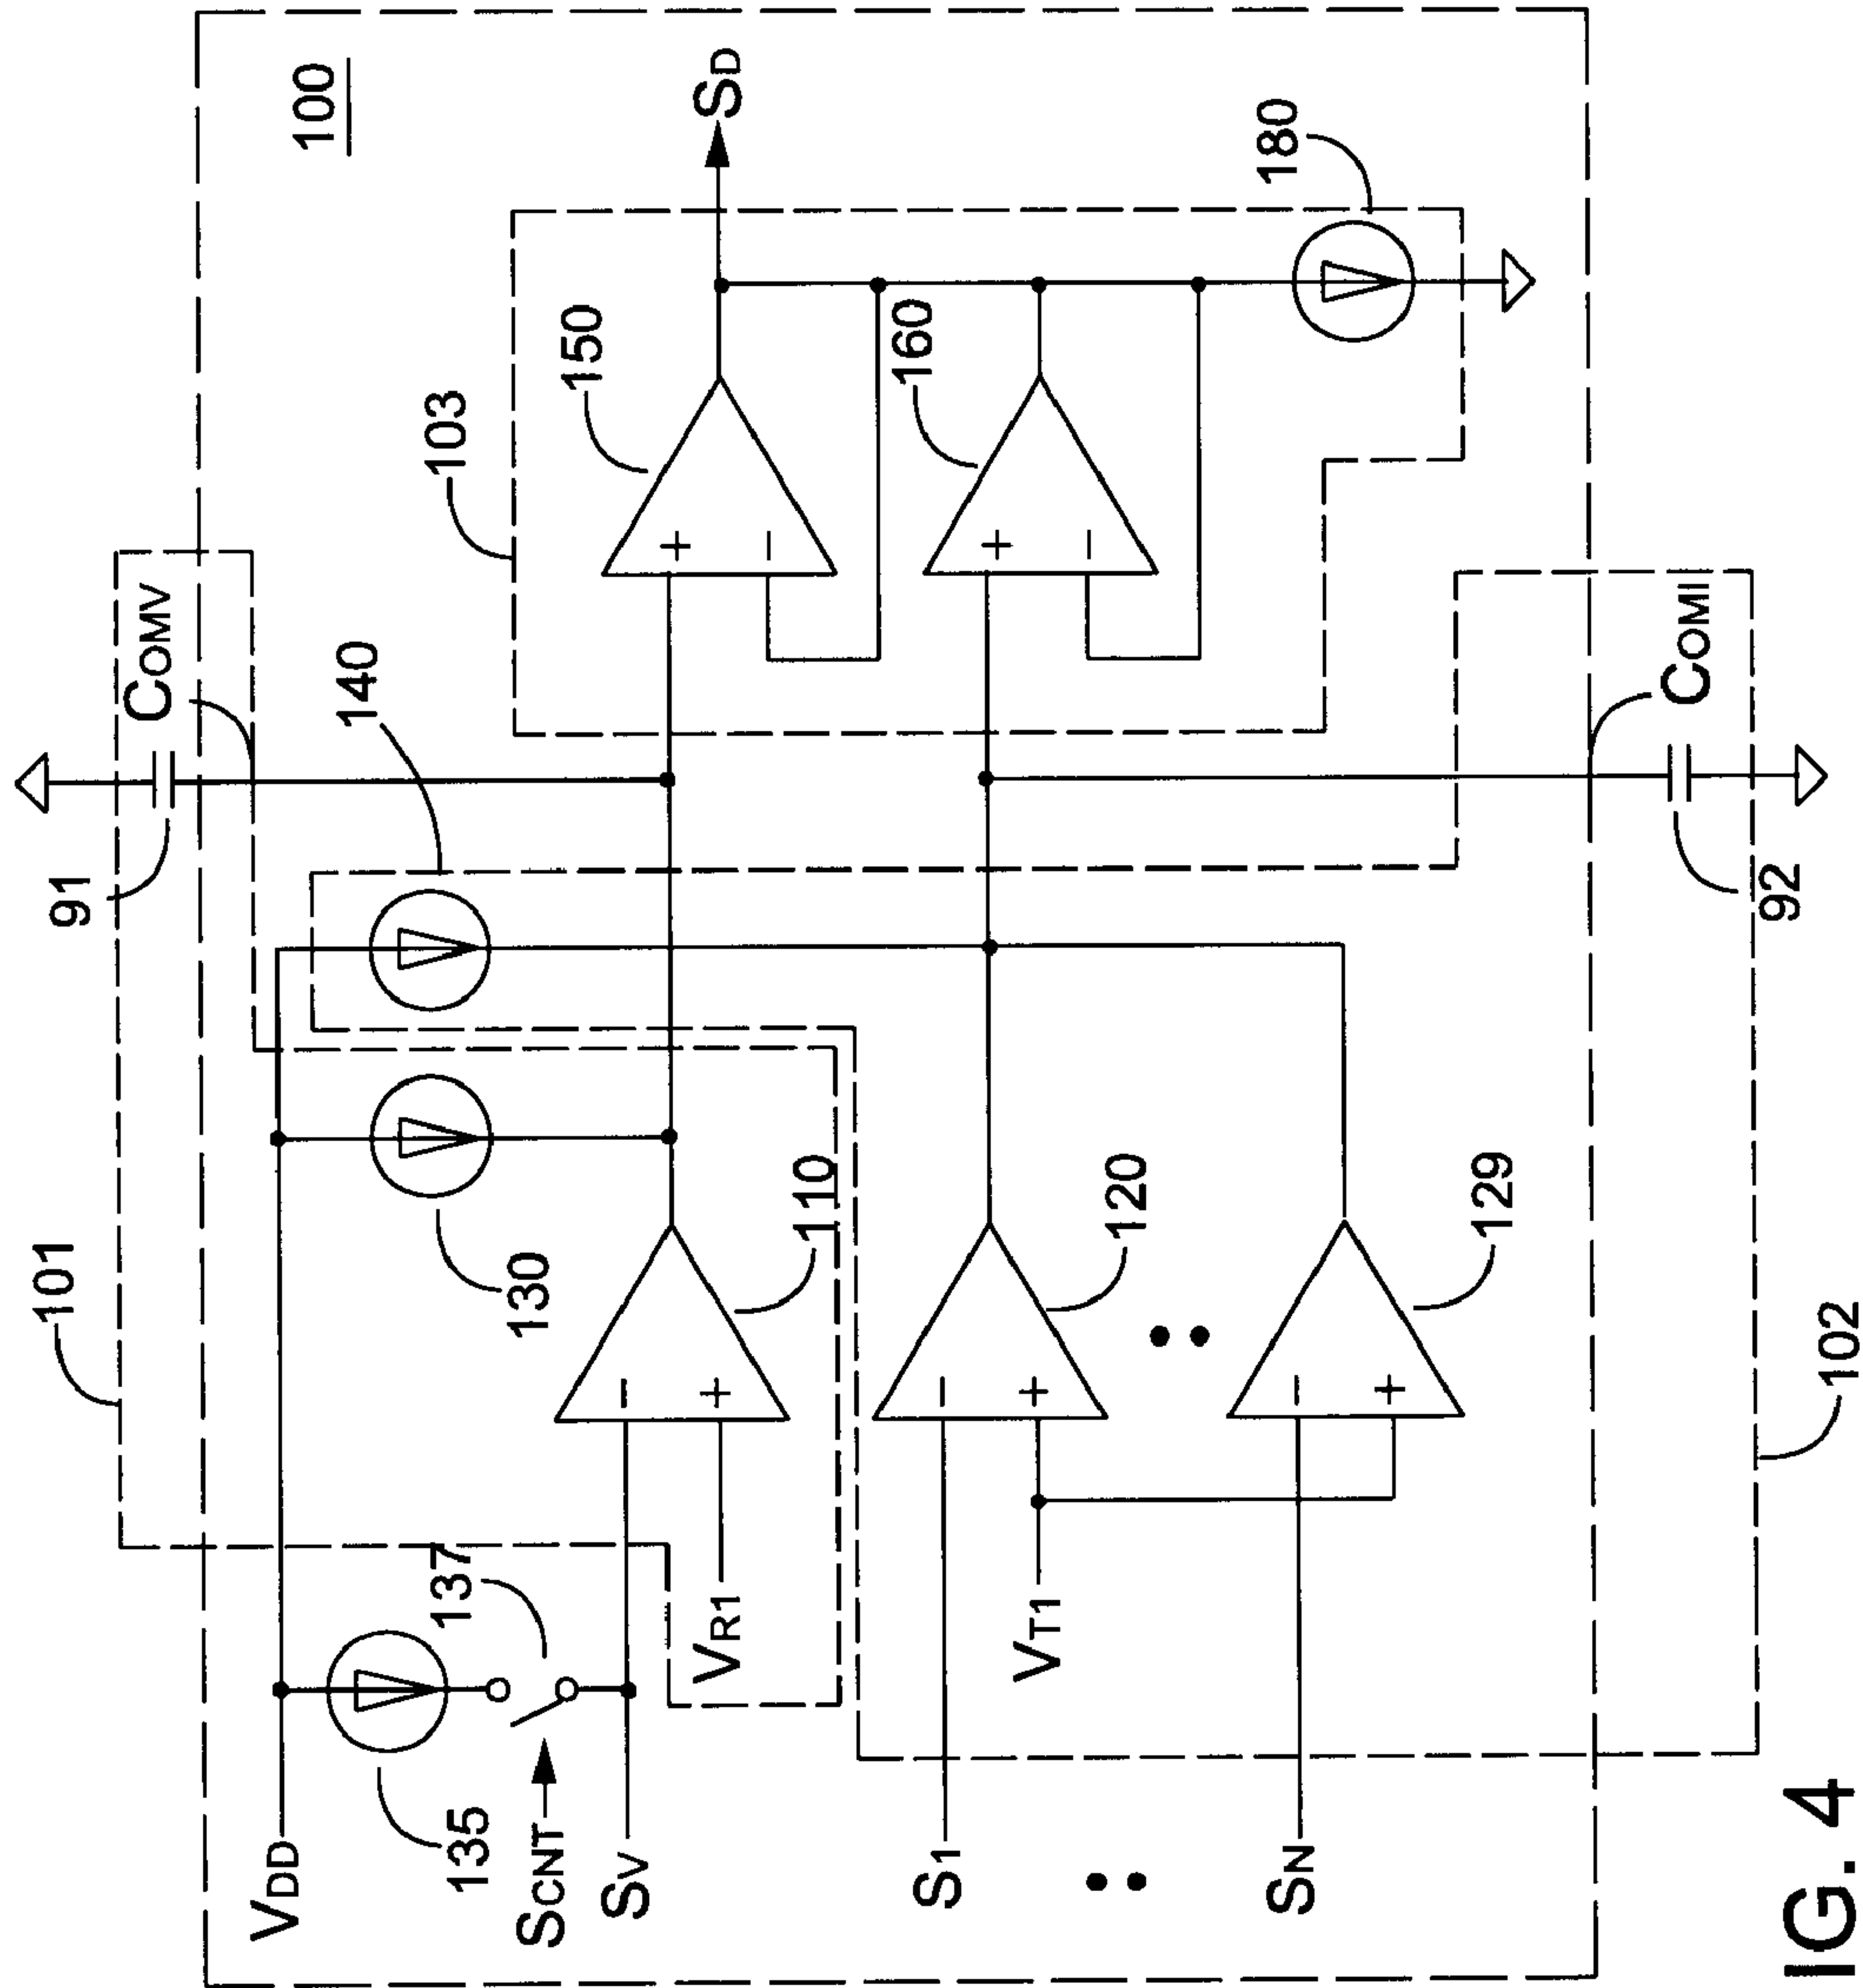 100
101
91
COMV
VDD
135
137
130
140
103
SCNT
SV
VR1
110
150
SD
S1
VT1
120
160
SN
129
180
92
COMI
102
IG. 4
- +
- +
- +
+ -
+ -